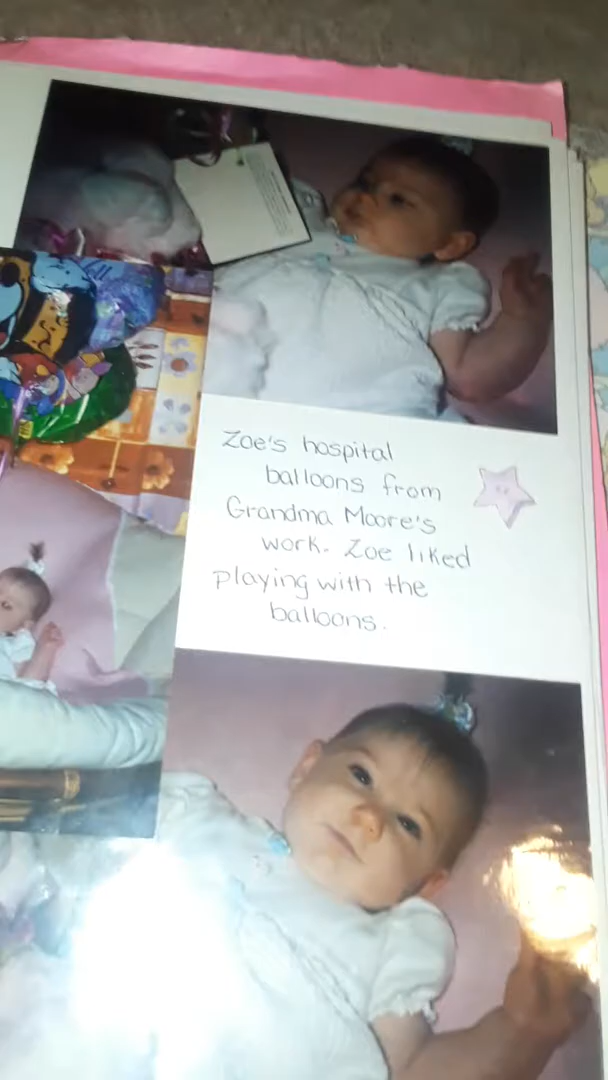 Zoe's hospital
balloons from
Grandma Moore's
work. Zoe liked
playing with the
balloons.